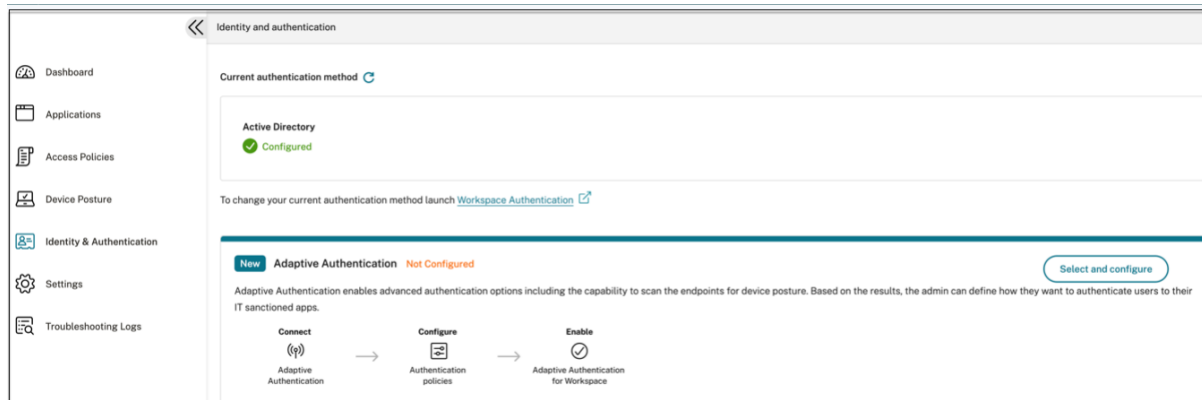 Identity and authentication
Dashboard
Applications
Access Policies
Device Posture
Identity & Authentication
Settings
Troubleshooting Logs
Current authentication method
Active Directory
Configured
To change your current authentication method launch Workspace Authentication
New Adaptive Authentication Not Configured
Select and configure
Adaptive Authentication enables advanced authentication options including the capability to scan the endpoints for device posture. Based on the results, the admin can define how they want to authenticate users to their
IT sanctioned apps.
Connect
Adaptive
Authentication
Configure
Authentication
policies
Enable
Adaptive Authentication
for Workspace